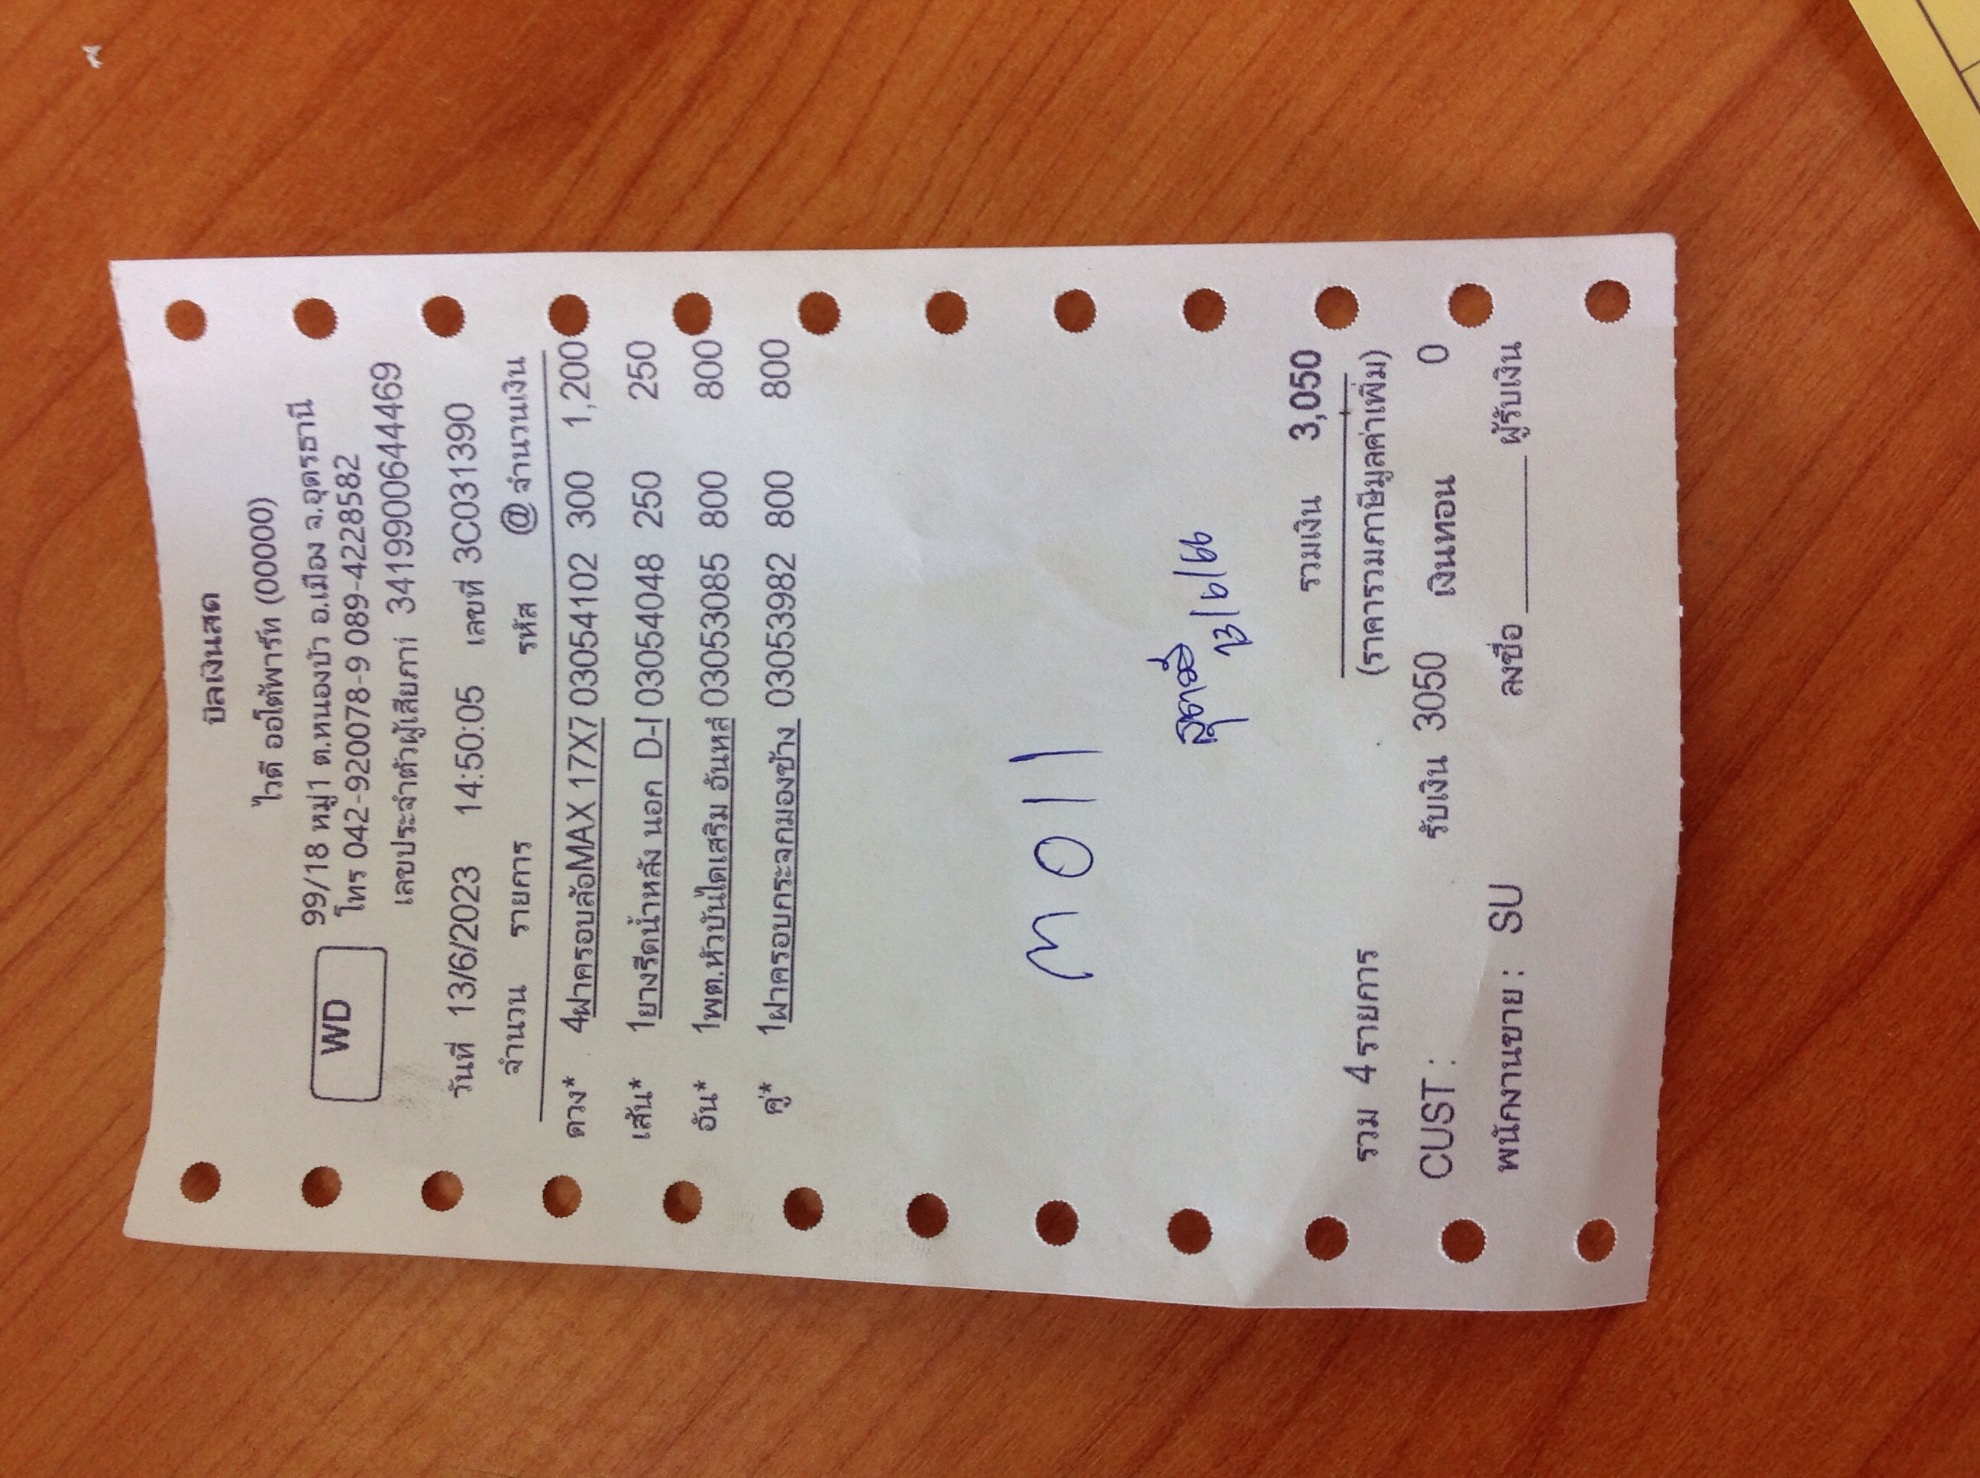 บิลเงินสด
ไวดี ออโต้พาร์ท (00000)
WD
99/18 หมู่1 ต.หนองบัว อ.เมือง จ.อุดรธานี
โทร 042-920078-9 089-4228582
เลขประจำตัวผู้เสียภาา 3419900644469
วันที่ 13/6/2023 14:50:05 เลขที่ 3C031390
จำนวน รายการ รหัส @ จำนวนเงิน
ดวง* 4ฝาครอบล้อMAX 17X7 03054102 300 1,200
เส้น* 1ยางรีดน้ำหลัง นอก D-I 03054048 250 250
อัน* 1พต.หัวบันไดเสริม อันหล้ 03053085 800 800
คู่* 1ฝาครอบกระจกมองข้าง 03053982 800 800
m 011
13/6/66
รวมเงิน 3,050
รวม 4 รายการ (ราคารวมภาษีมูลค่าเพิ่ม)
CUST : รับเงิน 3050 เงินทอน 0
พนักงานขาย : SU ลงชื่อ ผู้รับเงิน